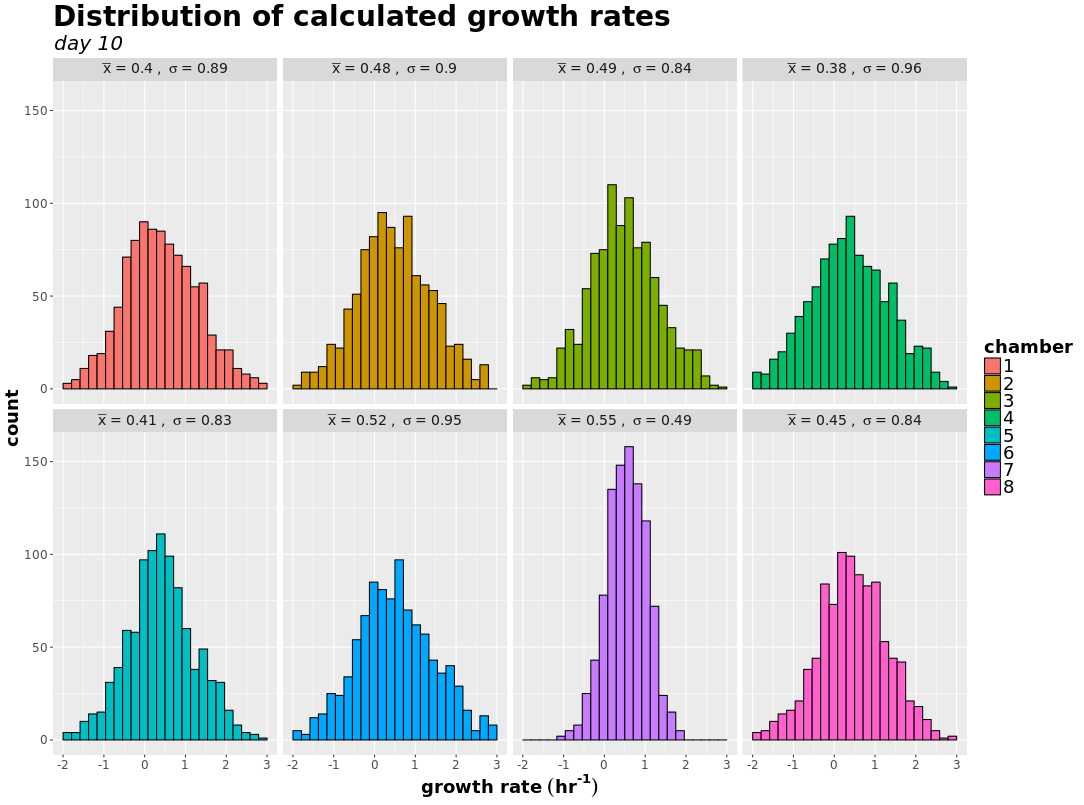 Distribution of calculated growth rates
day 10
x̅ = 0.4 , σ = 0.89
x̅ = 0.48 , σ = 0.9
x̅ = 0.49 , σ = 0.84
x̅ = 0.38 , σ = 0.96
150
100
50
0
x̅ = 0.41 , σ = 0.83
x̅ = 0.52 , σ = 0.95
x̅ = 0.55 , σ = 0.49
x̅ = 0.45 , σ = 0.84
150
100
50
0
-2 -1 0 1 2 3
-2 -1 0 1 2 3
-2 -1 0 1 2 3
-2 -1 0 1 2 3
count
growth rate (hr⁻¹)
chamber
1
2
3
4
5
6
7
8